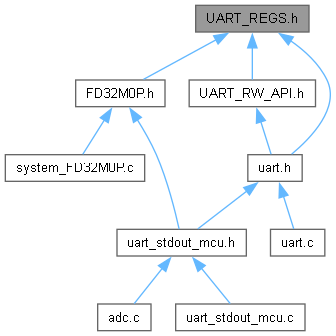 UART_REGS.h
FD32M0P.h
UART_RW_API.h
system_FD32M0P.c
uart.h
uart_stdout_mcu.h
uart.c
adc.c
uart_stdout_mcu.c